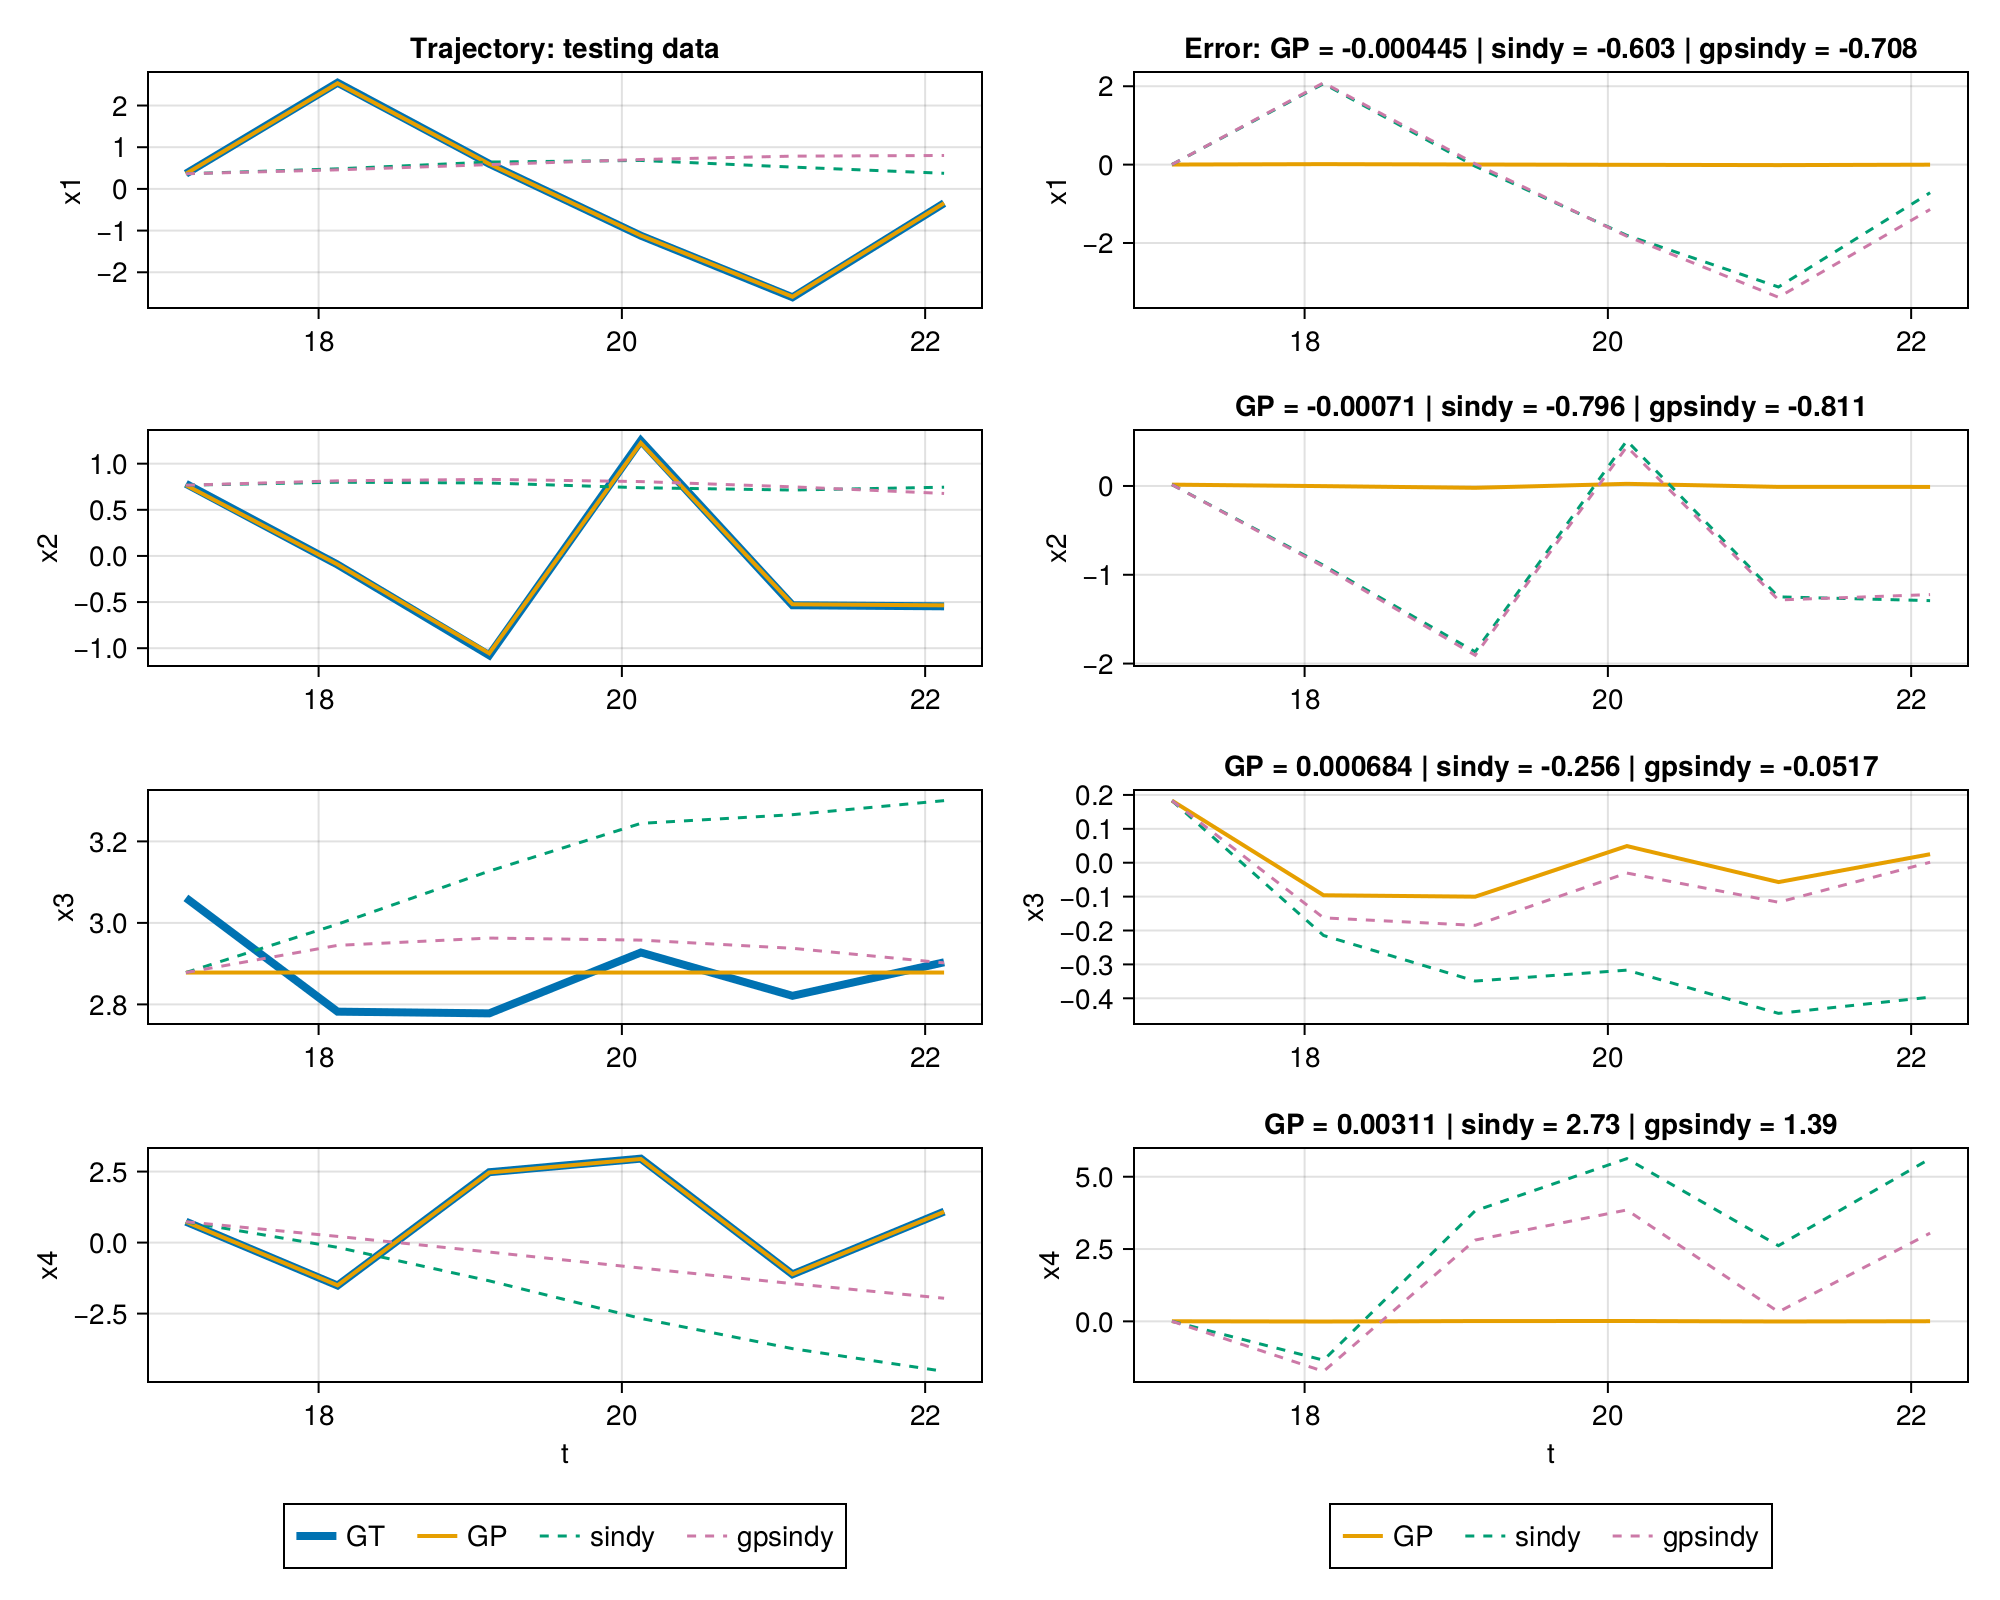 Trajectory: testing data
2
1
0
−1
−2
x1
18 20 22
Error: GP = -0.000445 | sindy = -0.603 | gpsindy = -0.708
2
0
−2
x1
18 20 22
1.0
0.5
0.0
−0.5
−1.0
x2
18 20 22
GP = -0.00071 | sindy = -0.796 | gpsindy = -0.811
0
−1
−2
x2
18 20 22
3.2
3.0
2.8
x3
18 20 22
GP = 0.000684 | sindy = -0.256 | gpsindy = -0.0517
0.2
0.1
0.0
−0.1
−0.2
−0.3
−0.4
x3
18 20 22
2.5
0.0
−2.5
x4
18 20 22
t
GP = 0.00311 | sindy = 2.73 | gpsindy = 1.39
5.0
2.5
0.0
x4
18 20 22
t
GT GP sindy gpsindy
GP sindy gpsindy